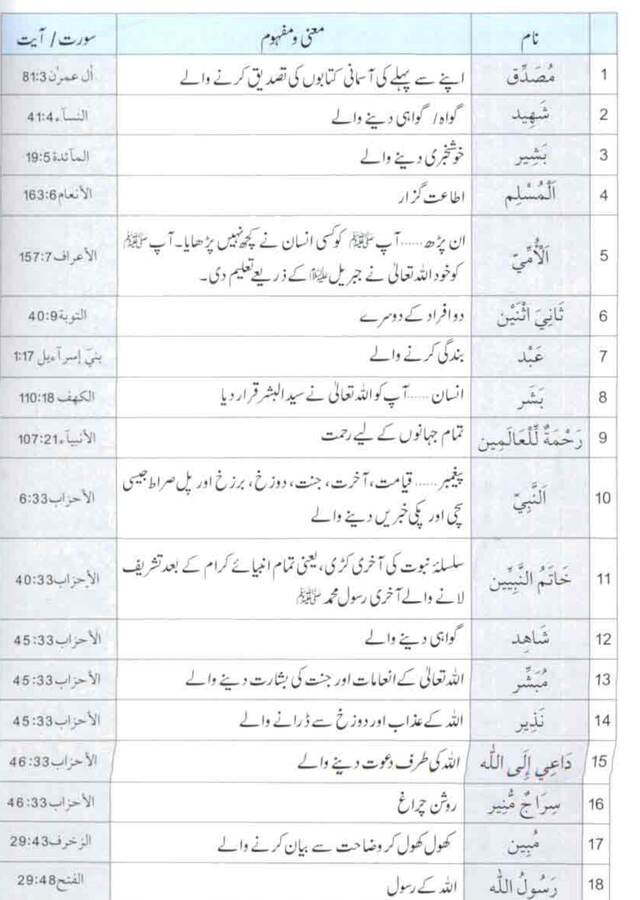 نام معنی ومفہوم سورت/آیت
1 مُصَدِّق اپنے سے پہلے کی آسمانی کتابوں کی تصدیق کرنے والے اٰل عمرٰن 81:3
2 شَهِيد گواہ / گواہی دینے والے النسآء 41:4
3 بَشِير خوشخبری دینے والے المآئدة 19:5
4 اَلْمُسْلِم اطاعت گزار الأنعام 163:6
5 اَلْأُمِّيّ ان پڑھ......آپ ﷺ کو کسی انسان نے کچھ نہیں پڑھایا۔ آپ ﷺ الأعراف 157:7
کو خود اللہ تعالیٰ نے جبریل علیہ السلام کے ذریعے تعلیم دی۔
6 ثَانِيَ اثْنَيْن دو افراد کے دوسرے التوبة 40:9
7 عَبْد بندگی کرنے والے بنيٓ إسرآءيل 1:17
8 بَشَر انسان......آپ کو اللہ تعالیٰ نے سید البشر قرار دیا الكهف 110:18
9 رَحْمَةٌ لِّلْعَالَمِين تمام جہانوں کے لیے رحمت الأنبيآء 107:21
10 اَلنَّبِيّ پیغمبر...... قیامت، آخرت، جنت، دوزخ، برزخ اور پل صراط جیسی الأحزاب 6:33
سچی اور پکی خبریں دینے والے
11 خَاتَمُ النَّبِيِّين سلسلۂ نبوت کی آخری کڑی، یعنی تمام انبیائے کرام کے بعد تشریف الأحزاب 40:33
لانے والے آخری رسول محمد ﷺ
12 شَاهِد گواہی دینے والے الأحزاب 45:33
13 مُبَشِّر اللہ تعالیٰ کے انعامات اور جنت کی بشارت دینے والے الأحزاب 45:33
14 نَذِير اللہ کے عذاب اور دوزخ سے ڈرانے والے الأحزاب 45:33
15 دَاعِي إِلَى اللّٰه اللہ کی طرف دعوت دینے والے الأحزاب 46:33
16 سِرَاجٌ مُّنِير روشن چراغ الأحزاب 46:33
17 مُبِين کھول کھول کر وضاحت سے بیان کرنے والے الزخرف 29:43
18 رَسُولُ اللّٰه اللہ کے رسول الفتح 29:48